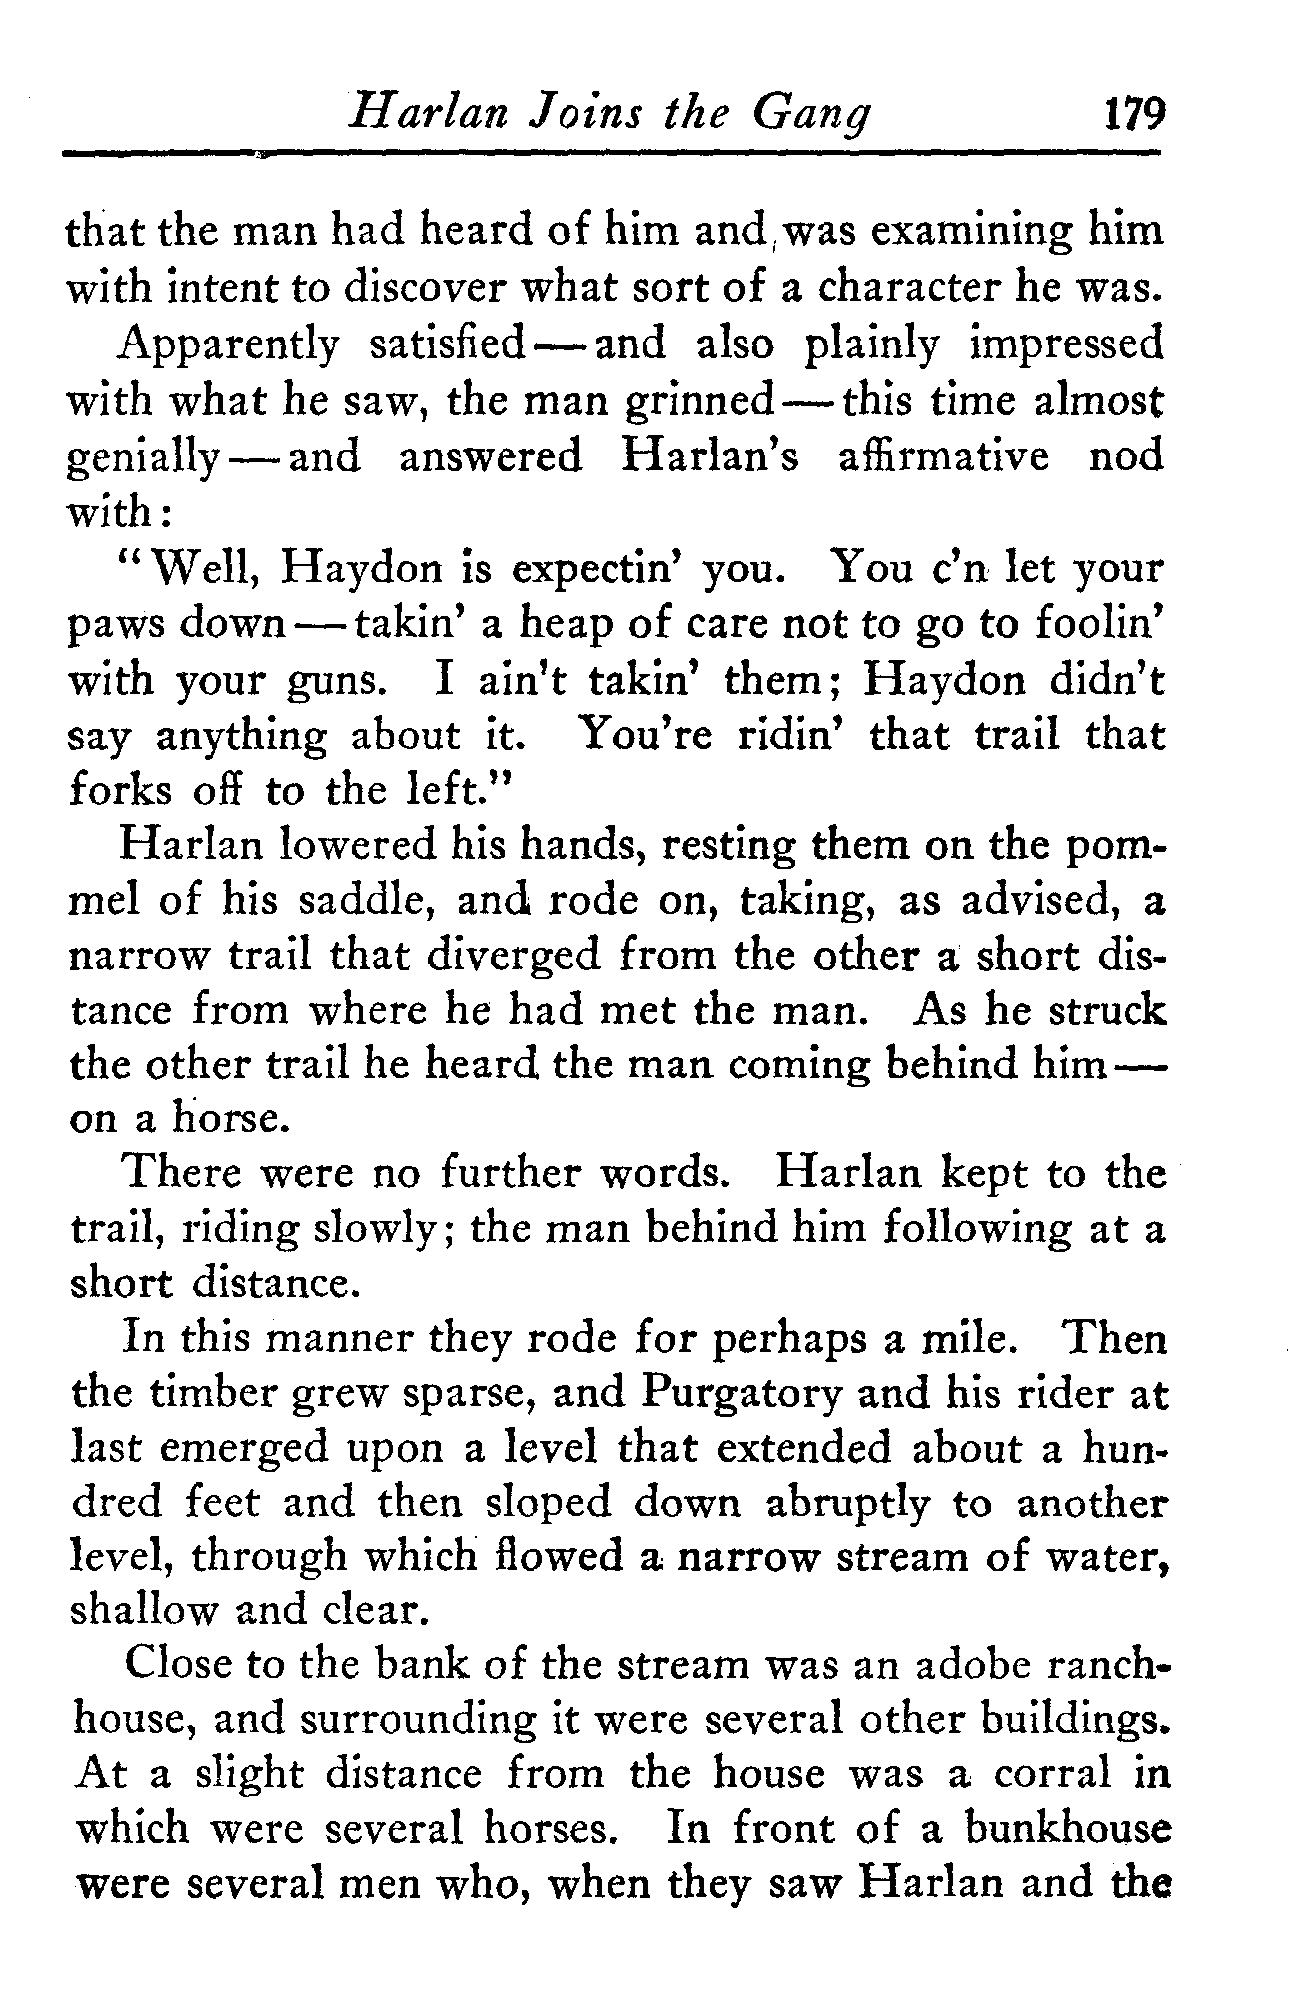 Harlan Joins the Gang 179
that the man had heard of him and was examining him
with intent to discover what sort of a character he was.
Apparently satisfied—and also plainly impressed
with what he saw, the man grinned—this time almost
genially—and answered Harlan's affirmative nod
with:
"Well, Haydon is expectin' you. You c'n let your
paws down—takin' a heap of care not to go to foolin'
with your guns. I ain't takin' them; Haydon didn't
say anything about it. You're ridin' that trail that
forks off to the left."
Harlan lowered his hands, resting them on the pom-
mel of his saddle, and rode on, taking, as advised, a
narrow trail that diverged from the other a short dis-
tance from where he had met the man. As he struck
the other trail he heard the man coming behind him—
on a horse.
There were no further words. Harlan kept to the
trail, riding slowly; the man behind him following at a
short distance.
In this manner they rode for perhaps a mile. Then
the timber grew sparse, and Purgatory and his rider at
last emerged upon a level that extended about a hun-
dred feet and then sloped down abruptly to another
level, through which flowed a narrow stream of water,
shallow and clear.
Close to the bank of the stream was an adobe ranch-
house, and surrounding it were several other buildings.
At a slight distance from the house was a corral in
which were several horses. In front of a bunkhouse
were several men who, when they saw Harlan and the